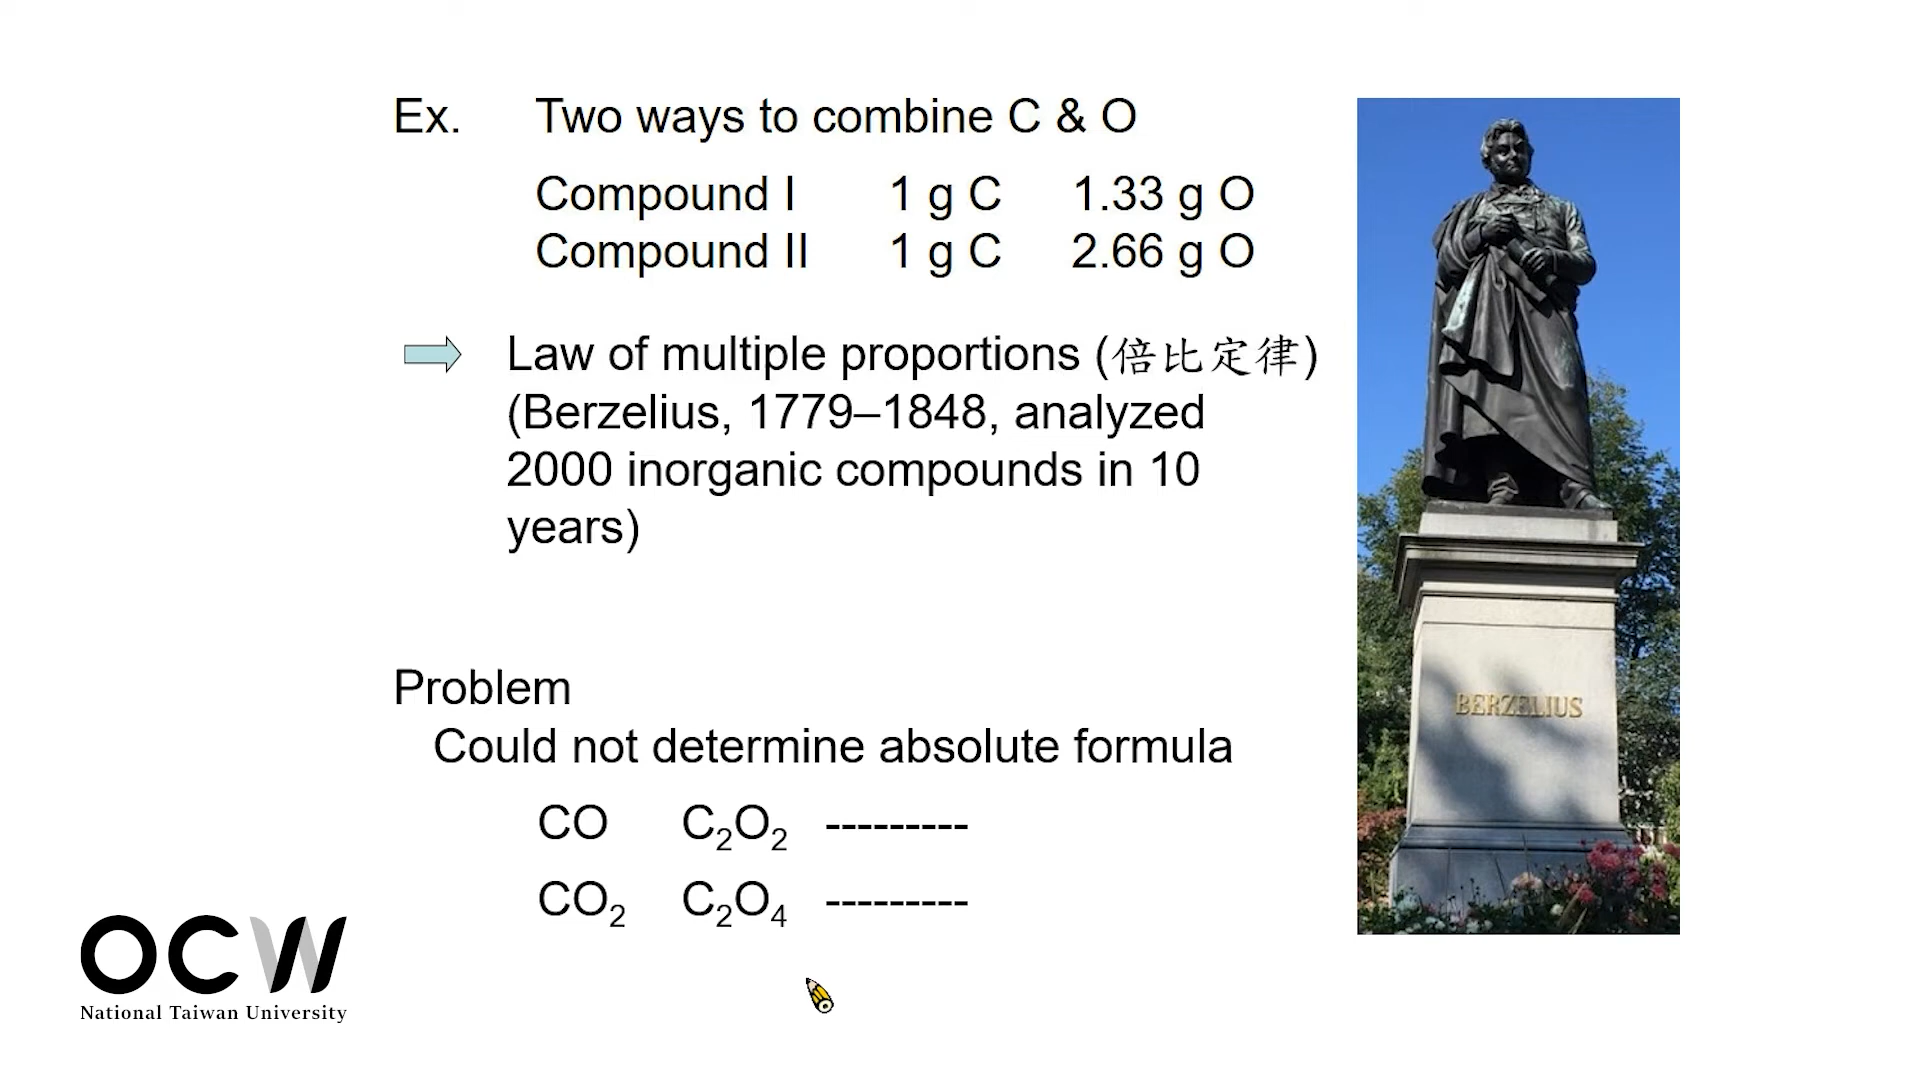 Ex. Two ways to combine C & O
Compound I 1 g C 1.33 g O
Compound II 1 g C 2.66 g O
Law of multiple proportions (倍比定律)
(Berzelius, 1779–1848, analyzed
2000 inorganic compounds in 10
years)
BERZELIUS
Problem
Could not determine absolute formula
CO C₂O₂ ---------
CO₂ C₂O₄ ---------
OCW
National Taiwan University